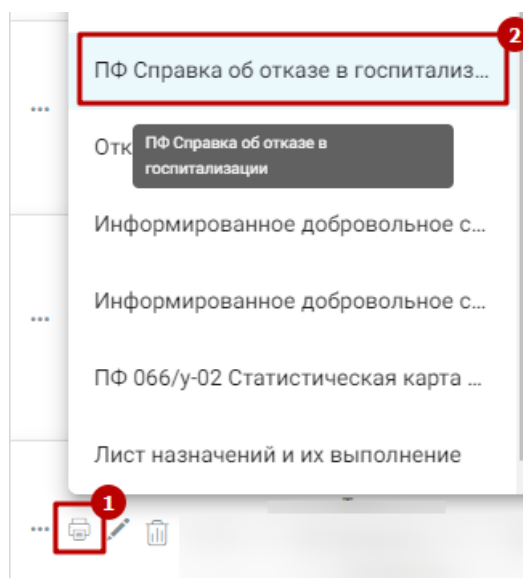 2
ПФ Справка об отказе в госпитализ...
Отк
ПФ Справка об отказе в
госпитализации
Информированное добровольное с...
Информированное добровольное с...
ПФ 066/у-02 Статистическая карта ...
Лист назначений и их выполнение
1